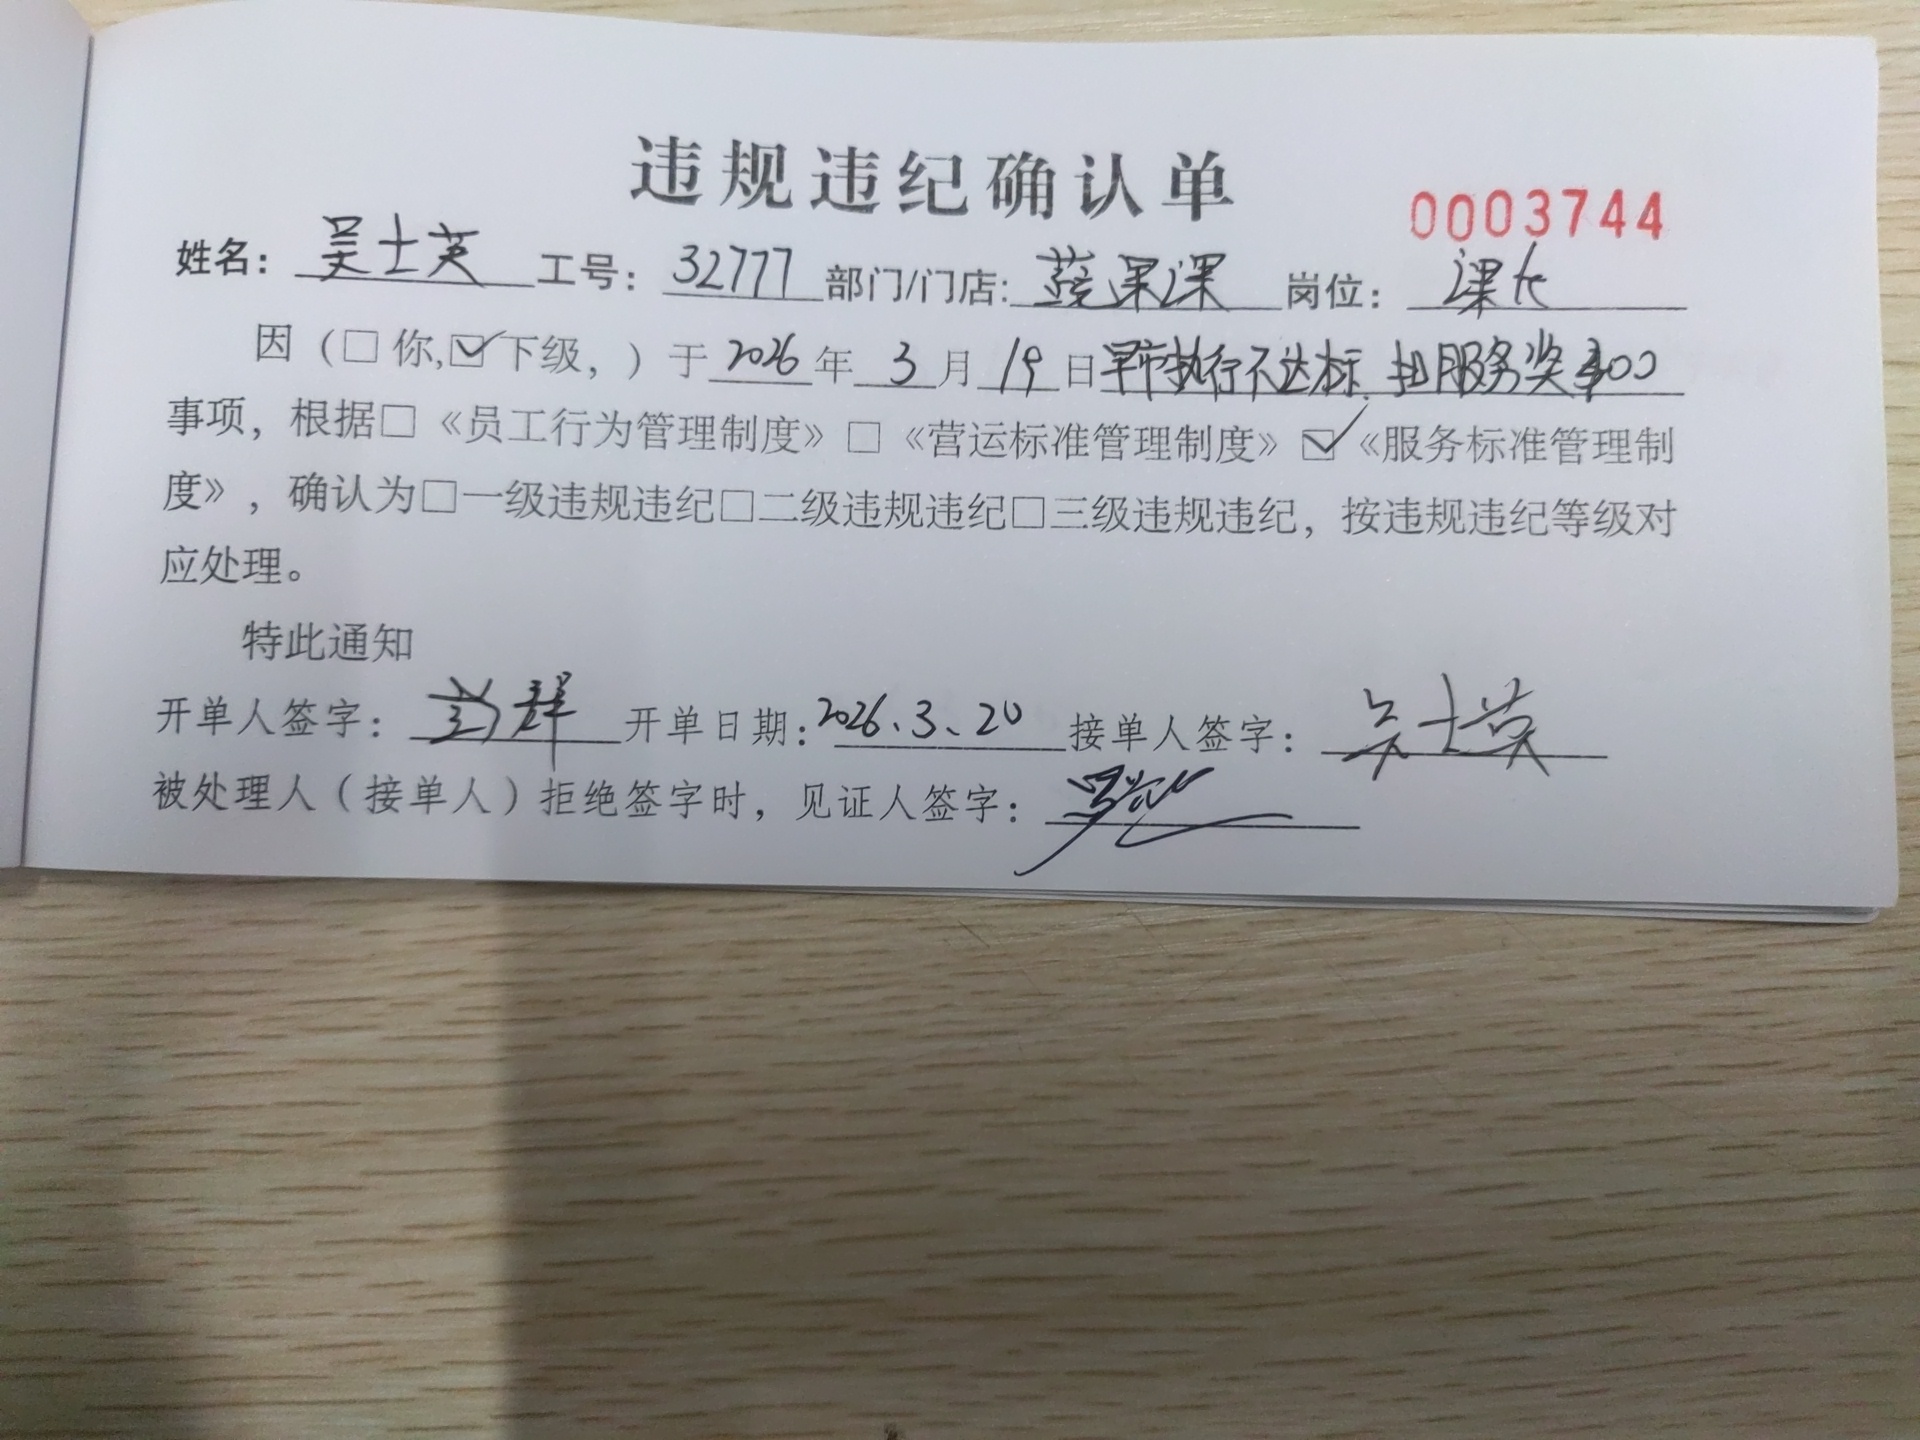 违规违纪确认单
0003744
姓名：吴士英 工号：32777 部门/门店：蔬果课 岗位：课长
因（□你,☑下级，）于2026年3月19日早市执行不达标.扣服务奖300
事项，根据□《员工行为管理制度》□《营运标准管理制度》☑《服务标准管理制
度》，确认为□一级违规违纪□二级违规违纪□三级违规违纪，按违规违纪等级对
应处理。
特此通知
开单人签字： 开单日期：2026.3.20 接单人签字：吴士英
被处理人（接单人）拒绝签字时，见证人签字：